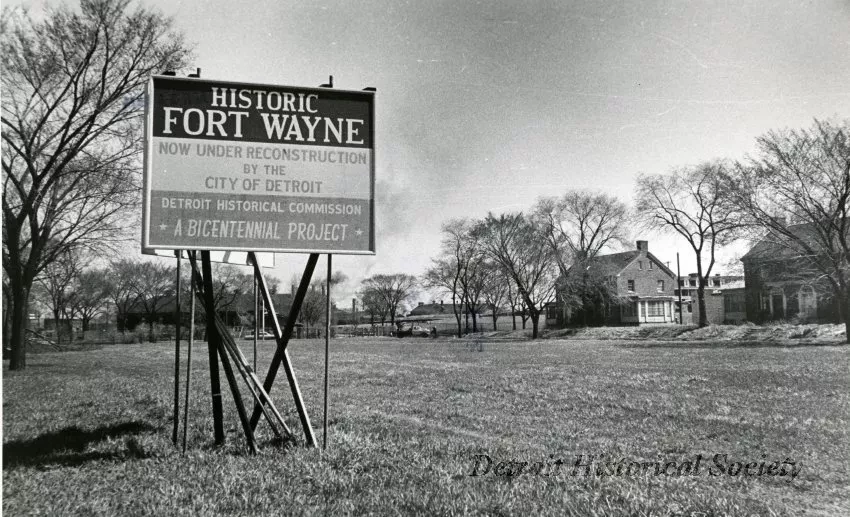 HISTORIC
FORT WAYNE
NOW UNDER RECONSTRUCTION
BY THE
CITY OF DETROIT
DETROIT HISTORICAL COMMISSION
★ A BICENTENNIAL PROJECT ★
Detroit Historical Society